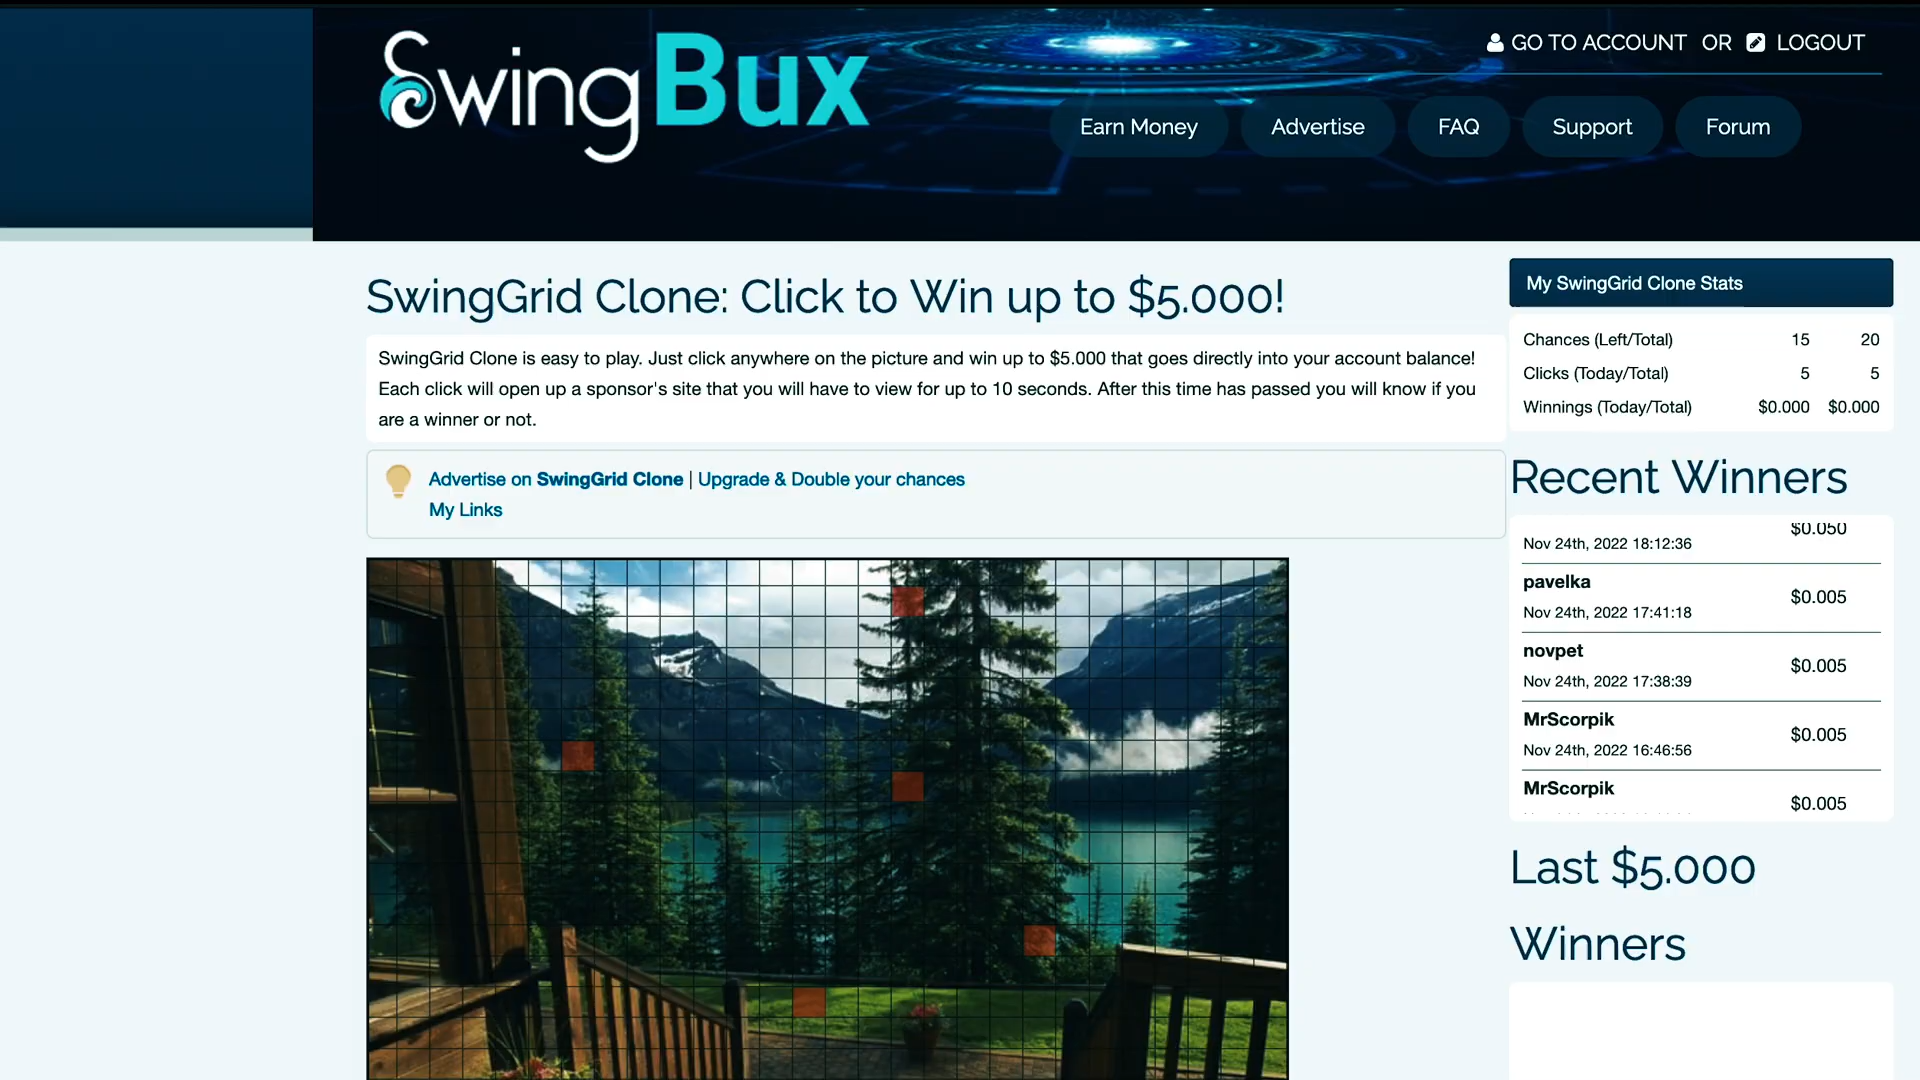 SwingBux
GO TO ACCOUNT OR LOGOUT
Earn Money Advertise FAQ Support Forum
SwingGrid Clone: Click to Win up to $5.000!
SwingGrid Clone is easy to play. Just click anywhere on the picture and win up to $5.000 that goes directly into your account balance!
Each click will open up a sponsor's site that you will have to view for up to 10 seconds. After this time has passed you will know if you
are a winner or not.
Advertise on SwingGrid Clone | Upgrade & Double your chances
My Links
My SwingGrid Clone Stats
Chances (Left/Total) 15 20
Clicks (Today/Total) 5 5
Winnings (Today/Total) $0.000 $0.000
Recent Winners
$0.050
Nov 24th, 2022 18:12:36
pavelka
$0.005
Nov 24th, 2022 17:41:18
novpet
$0.005
Nov 24th, 2022 17:38:39
MrScorpik
$0.005
Nov 24th, 2022 16:46:56
MrScorpik
$0.005
Last $5.000
Winners